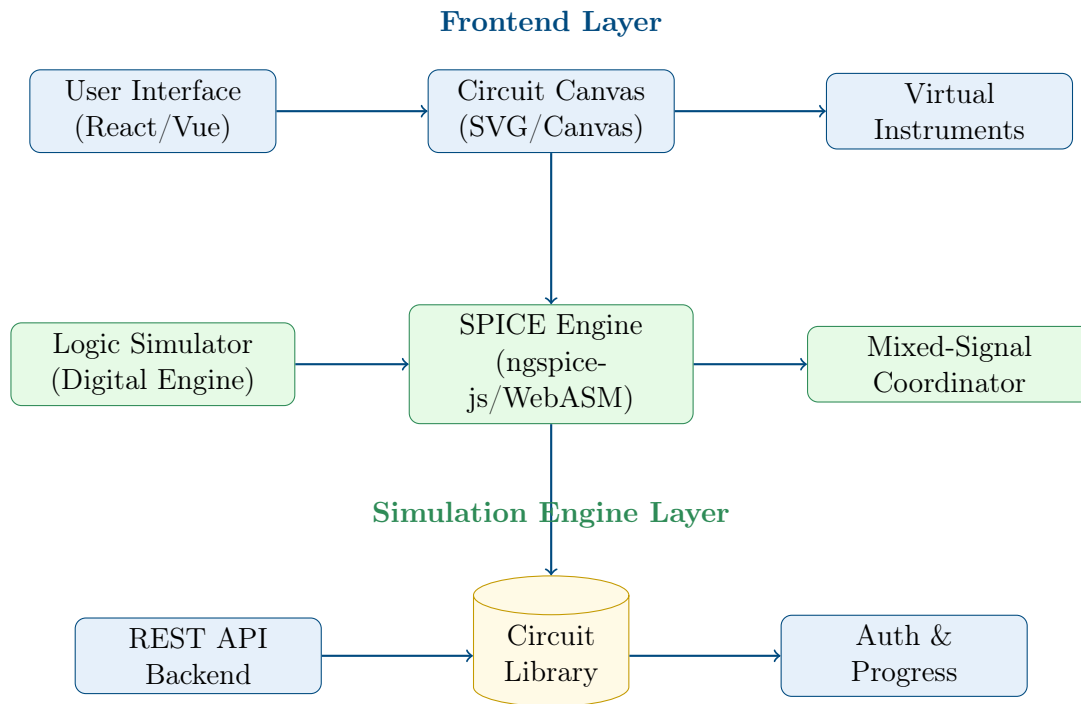 Frontend Layer
User Interface
(React/Vue)
Circuit Canvas
(SVG/Canvas)
Virtual
Instruments
Logic Simulator
(Digital Engine)
SPICE Engine
(ngspice-
js/WebASM)
Mixed-Signal
Coordinator
Simulation Engine Layer
REST API
Backend
Circuit
Library
Auth &
Progress